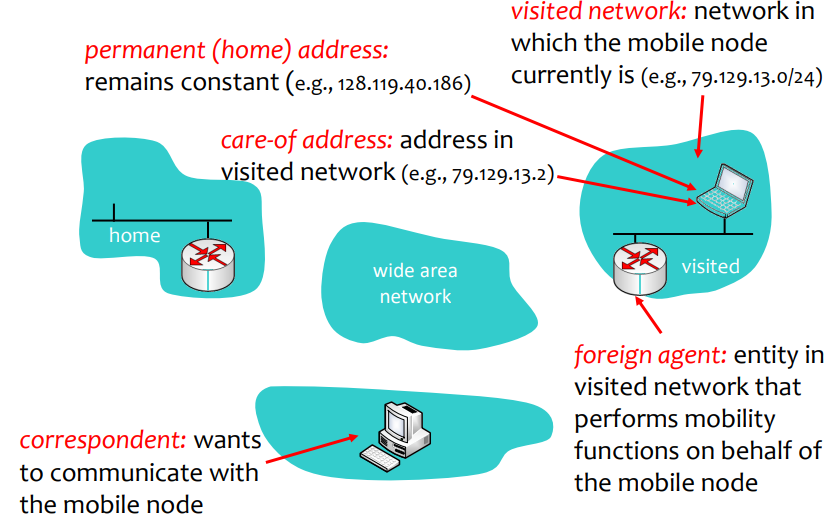 visited network: network in
which the mobile node
currently is (e.g., 79.129.13.0/24)
permanent (home) address:
remains constant (e.g., 128.119.40.186)
care-of address: address in
visited network (e.g., 79.129.13.2)
home
wide area
network
visited
foreign agent: entity in
visited network that
performs mobility
functions on behalf of
the mobile node
correspondent: wants
to communicate with
the mobile node